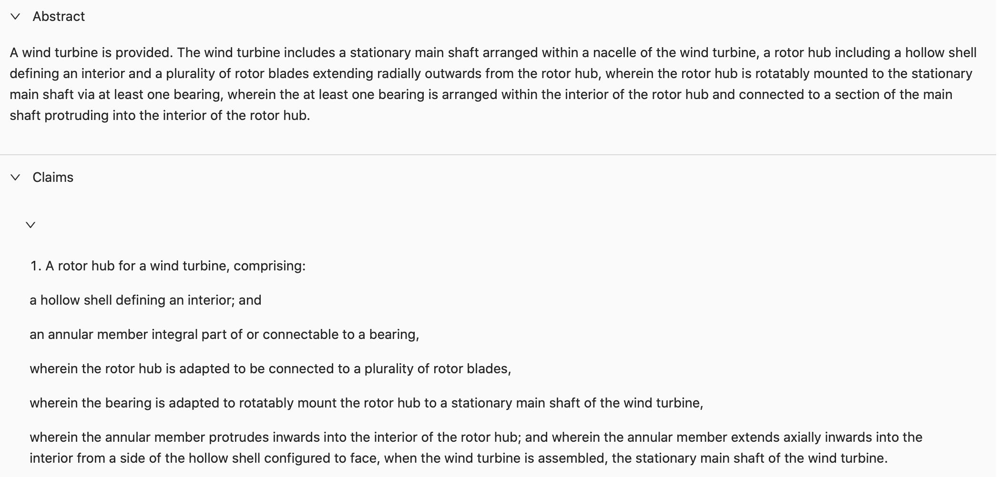 Abstract
A wind turbine is provided. The wind turbine includes a stationary main shaft arranged within a nacelle of the wind turbine, a rotor hub including a hollow shell
defining an interior and a plurality of rotor blades extending radially outwards from the rotor hub, wherein the rotor hub is rotatably mounted to the stationary
main shaft via at least one bearing, wherein the at least one bearing is arranged within the interior of the rotor hub and connected to a section of the main
shaft protruding into the interior of the rotor hub.
Claims
1. A rotor hub for a wind turbine, comprising:
a hollow shell defining an interior; and
an annular member integral part of or connectable to a bearing,
wherein the rotor hub is adapted to be connected to a plurality of rotor blades,
wherein the bearing is adapted to rotatably mount the rotor hub to a stationary main shaft of the wind turbine,
wherein the annular member protrudes inwards into the interior of the rotor hub; and wherein the annular member extends axially inwards into the
interior from a side of the hollow shell configured to face, when the wind turbine is assembled, the stationary main shaft of the wind turbine.